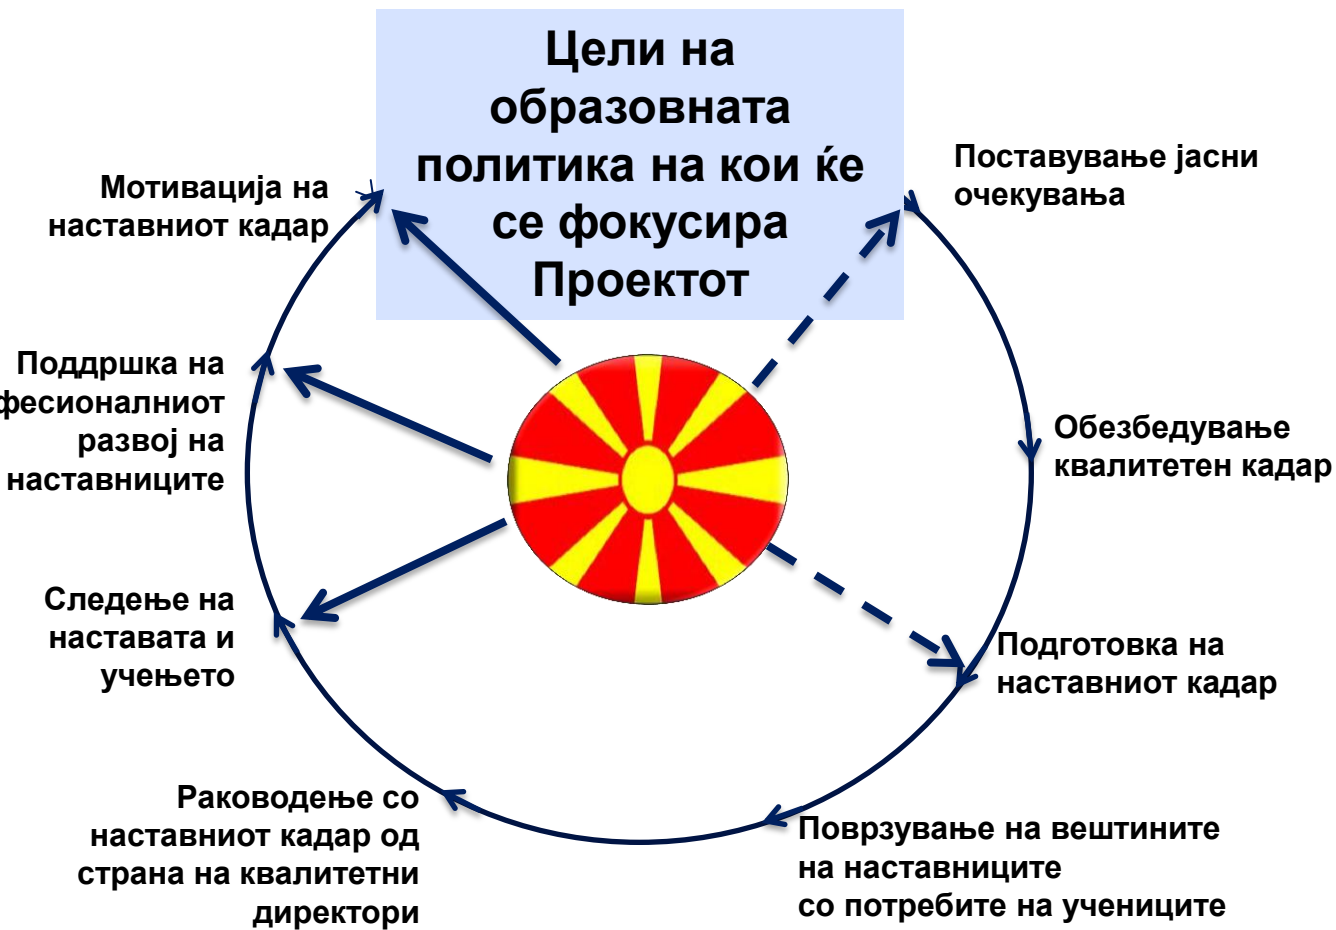 Цели на
образовната
политика на кои ќе
се фокусира
Проектот
Поставување јасни
очекувања
Обезбедување
квалитетен кадар
Подготовка на
наставниот кадар
Поврзување на вештините
на наставниците
со потребите на учениците
Раководење со
наставниот кадар од
страна на квалитетни
директори
Следење на
наставата и
учењето
Поддршка на
фесионалниот
развој на
наставниците
Мотивација на
наставниот кадар